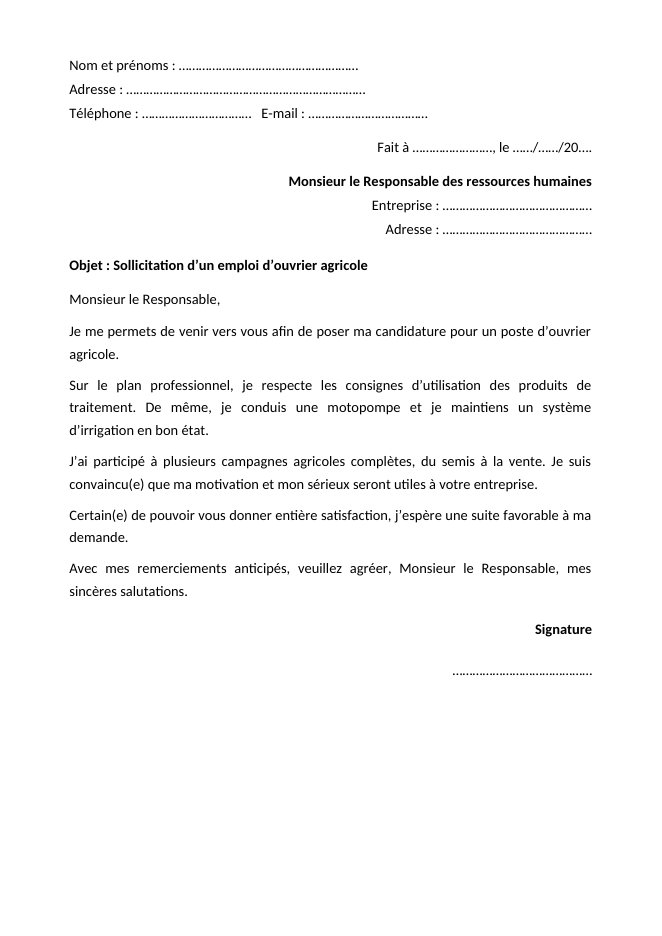 Nom et prénoms : ………………………………………………
Adresse : ………………………………………………………………
Téléphone : …………………………… E-mail : ………………………………
Fait à ……………………, le ……/……/20….
Monsieur le Responsable des ressources humaines
Entreprise : ………………………………………
Adresse : ………………………………………
Objet : Sollicitation d’un emploi d’ouvrier agricole
Monsieur le Responsable,
Je me permets de venir vers vous afin de poser ma candidature pour un poste d’ouvrier
agricole.
Sur le plan professionnel, je respecte les consignes d’utilisation des produits de
traitement. De même, je conduis une motopompe et je maintiens un système
d’irrigation en bon état.
J’ai participé à plusieurs campagnes agricoles complètes, du semis à la vente. Je suis
convaincu(e) que ma motivation et mon sérieux seront utiles à votre entreprise.
Certain(e) de pouvoir vous donner entière satisfaction, j’espère une suite favorable à ma
demande.
Avec mes remerciements anticipés, veuillez agréer, Monsieur le Responsable, mes
sincères salutations.
Signature
……………………………………